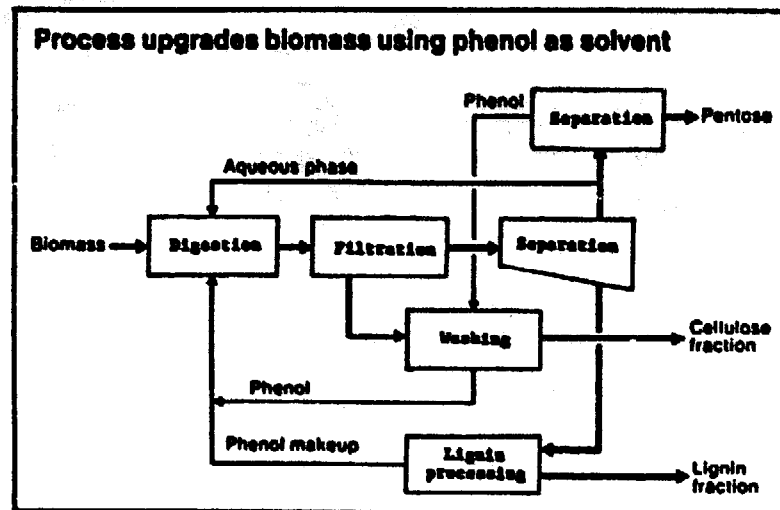 Process upgrades biomass using phenol as solvent
Phenol
Separation
Pentose
Aqueous phase
Biomass
Digestion
Filtration
Separation
Washing
Cellulose
fraction
Phenol
Phenol makeup
Lignin
processing
Lignin
fraction